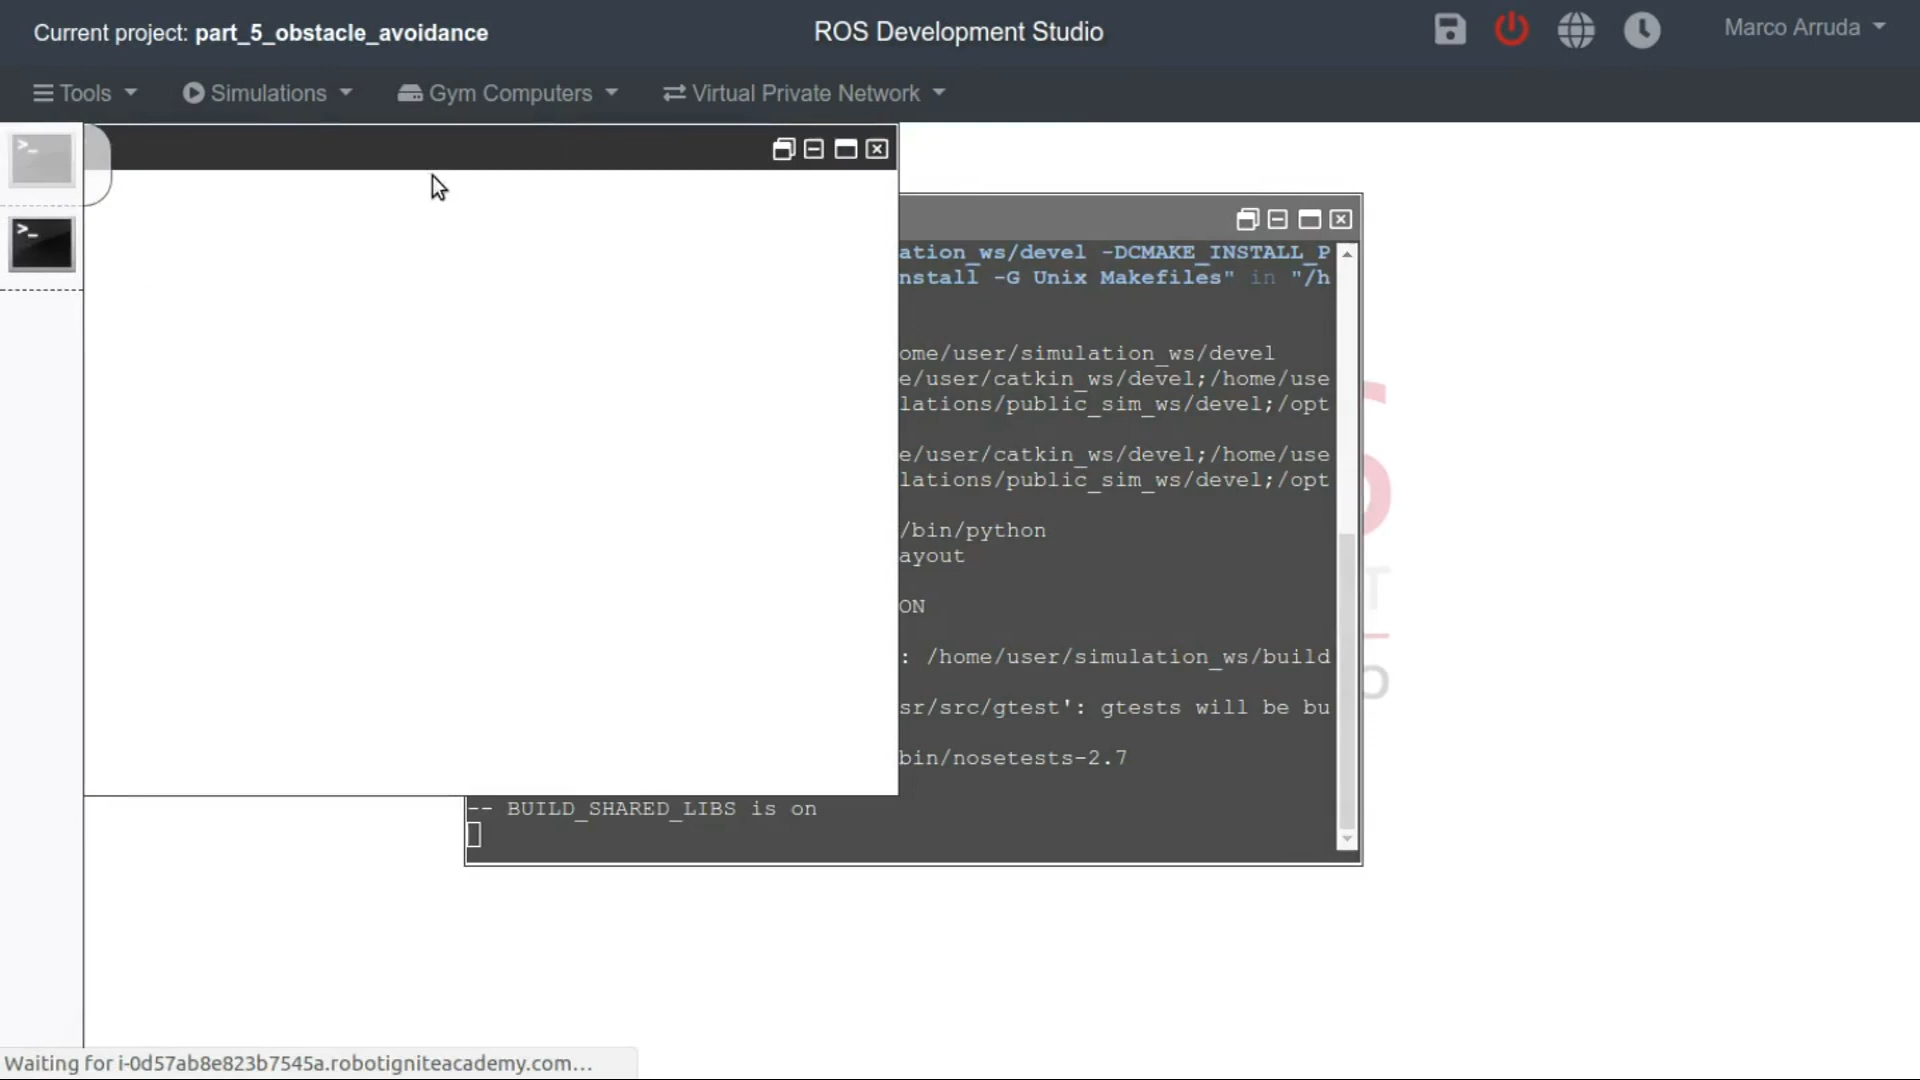 Current project: part_5_obstacle_avoidance
ROS Development Studio
Marco Arruda
Tools
Simulations
Gym Computers
Virtual Private Network
>_
>_
ation_ws/devel -DCMAKE_INSTALL_P
nstall -G Unix Makefiles" in "/h
ome/user/simulation_ws/devel
e/user/catkin_ws/devel;/home/use
lations/public_sim_ws/devel;/opt
e/user/catkin_ws/devel;/home/use
lations/public_sim_ws/devel;/opt
/bin/python
ayout
ON
: /home/user/simulation_ws/build
sr/src/gtest': gtests will be bu
bin/nosetests-2.7
-- BUILD_SHARED_LIBS is on
Waiting for i-0d57ab8e823b7545a.robotigniteacademy.com...